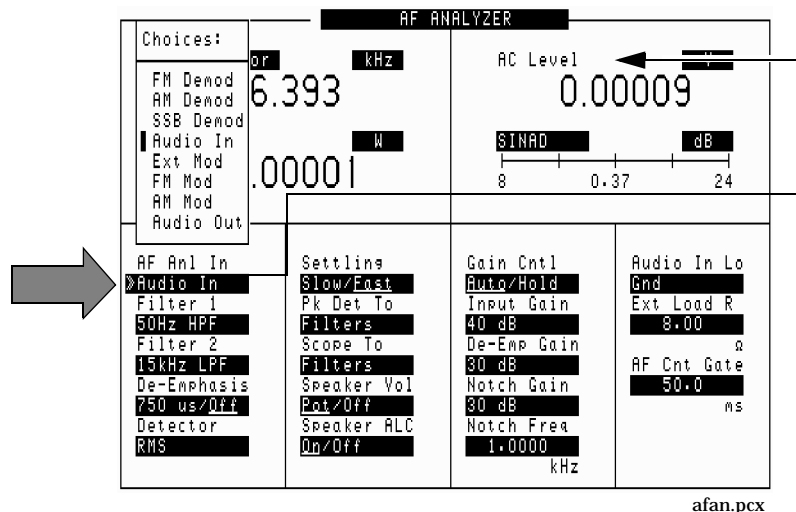 AF ANALYZER
Choices:
FM Demod
AM Demod
SSB Demod
Audio In
Ext Mod
FM Mod
AM Mod
Audio Out
or kHz
6.393
W
.00001
AC Level V
0.00009
SINAD dB
8 0.37 24
AF Anl In
»Audio In
Filter 1
50Hz HPF
Filter 2
15kHz LPF
De-Emphasis
750 us/Off
Detector
RMS
Settling
Slow/Fast
Pk Det To
Filters
Scope To
Filters
Speaker Vol
Pot/Off
Speaker ALC
On/Off
Gain Cntl
Auto/Hold
Input Gain
40 dB
De-Emp Gain
30 dB
Notch Gain
30 dB
Notch Freq
1.0000
kHz
Audio In Lo
Gnd
Ext Load R
8.00
Ω
AF Cnt Gate
50.0
ms
afan.pcx